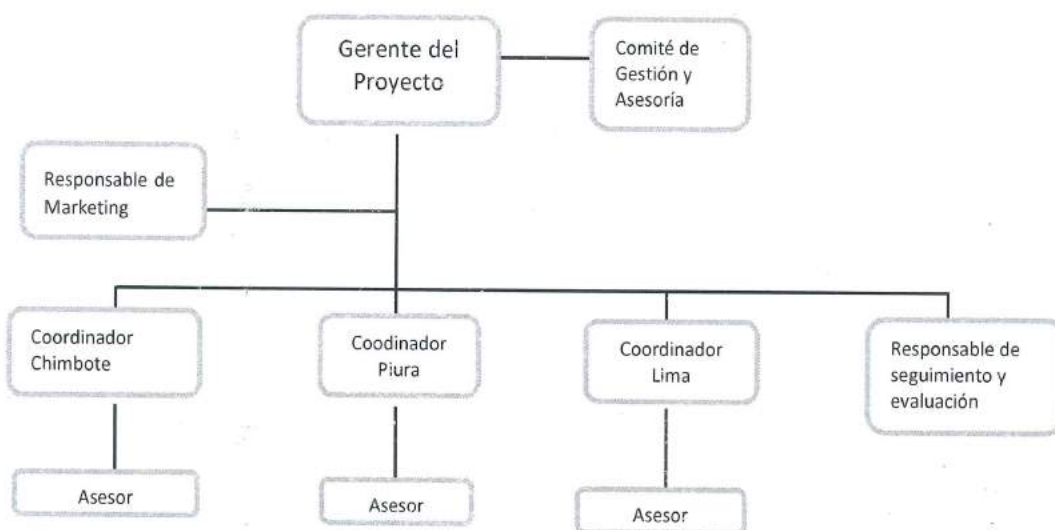 Gerente del
Proyecto
Comité de
Gestión y
Asesoría
Responsable de
Marketing
Coordinador
Chimbote
Coodinador
Piura
Coordinador
Lima
Responsable de
seguimiento y
evaluación
Asesor
Asesor
Asesor